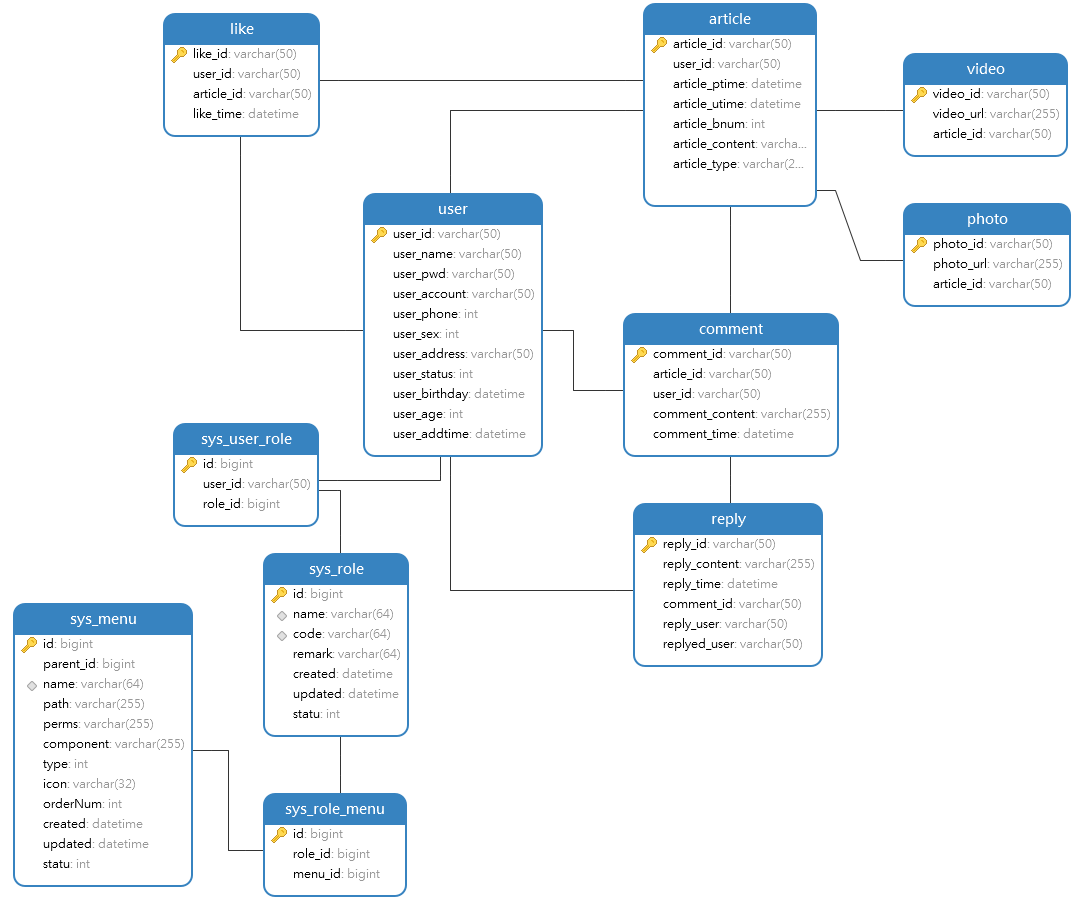 like
like_id: varchar(50)
user_id: varchar(50)
article_id: varchar(50)
like_time: datetime
article
article_id: varchar(50)
user_id: varchar(50)
article_ptime: datetime
article_utime: datetime
article_bnum: int
article_content: varcha...
article_type: varchar(2...
video
video_id: varchar(50)
video_url: varchar(255)
article_id: varchar(50)
photo
photo_id: varchar(50)
photo_url: varchar(255)
article_id: varchar(50)
user
user_id: varchar(50)
user_name: varchar(50)
user_pwd: varchar(50)
user_account: varchar(50)
user_phone: int
user_sex: int
user_address: varchar(50)
user_status: int
user_birthday: datetime
user_age: int
user_addtime: datetime
comment
comment_id: varchar(50)
article_id: varchar(50)
user_id: varchar(50)
comment_content: varchar(255)
comment_time: datetime
sys_user_role
id: bigint
user_id: varchar(50)
role_id: bigint
reply
reply_id: varchar(50)
reply_content: varchar(255)
reply_time: datetime
comment_id: varchar(50)
reply_user: varchar(50)
replyed_user: varchar(50)
sys_role
id: bigint
name: varchar(64)
code: varchar(64)
remark: varchar(64)
created: datetime
updated: datetime
statu: int
sys_menu
id: bigint
parent_id: bigint
name: varchar(64)
path: varchar(255)
perms: varchar(255)
component: varchar(255)
type: int
icon: varchar(32)
orderNum: int
created: datetime
updated: datetime
statu: int
sys_role_menu
id: bigint
role_id: bigint
menu_id: bigint